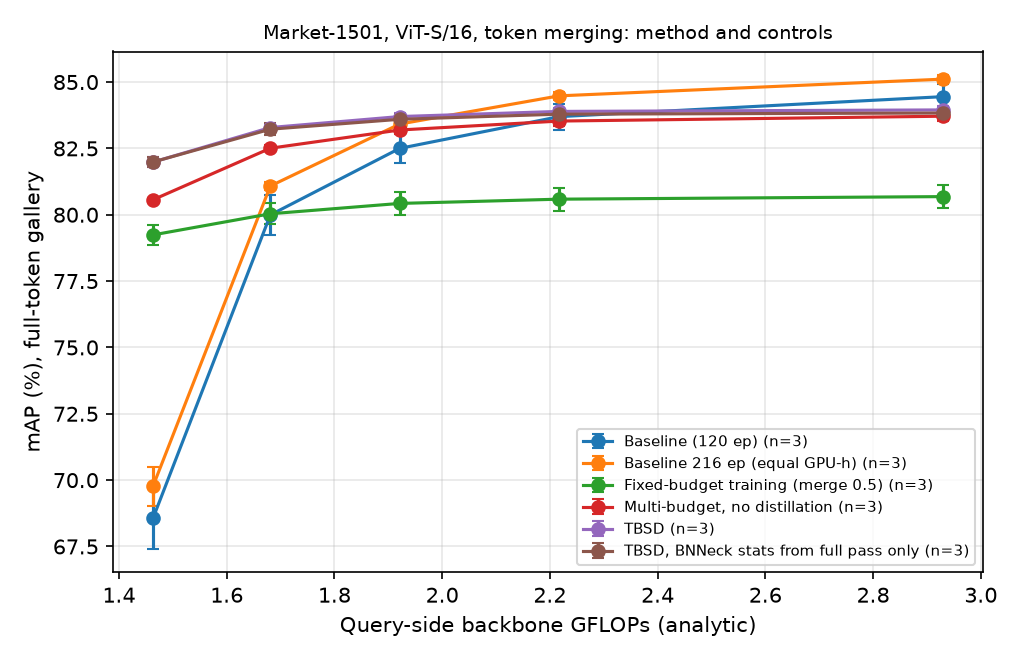 Market-1501, ViT-S/16, token merging: method and controls
mAP (%), full-token gallery
85.0
82.5
80.0
77.5
75.0
72.5
70.0
67.5
Baseline (120 ep) (n=3)
Baseline 216 ep (equal GPU-h) (n=3)
Fixed-budget training (merge 0.5) (n=3)
Multi-budget, no distillation (n=3)
TBSD (n=3)
TBSD, BNNeck stats from full pass only (n=3)
1.4 1.6 1.8 2.0 2.2 2.4 2.6 2.8 3.0
Query-side backbone GFLOPs (analytic)